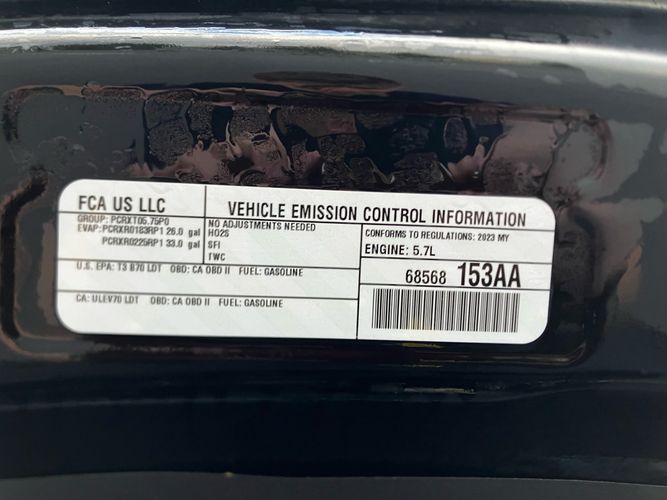 FCA US LLC
VEHICLE EMISSION CONTROL INFORMATION
GROUP: PCRXT05.75P0
EVAP: PCRXR0183RP1 26.0 gal
PCRXR0225RP1 33.0 gal
NO ADJUSTMENTS NEEDED
HO2S
SFI
TWC
CONFORMS TO REGULATIONS: 2023 MY
ENGINE: 5.7L
U.S. EPA: T3 B70 LDT OBD: CA OBD II FUEL: GASOLINE
CA: ULEV70 LDT OBD: CA OBD II FUEL: GASOLINE
68568 153AA